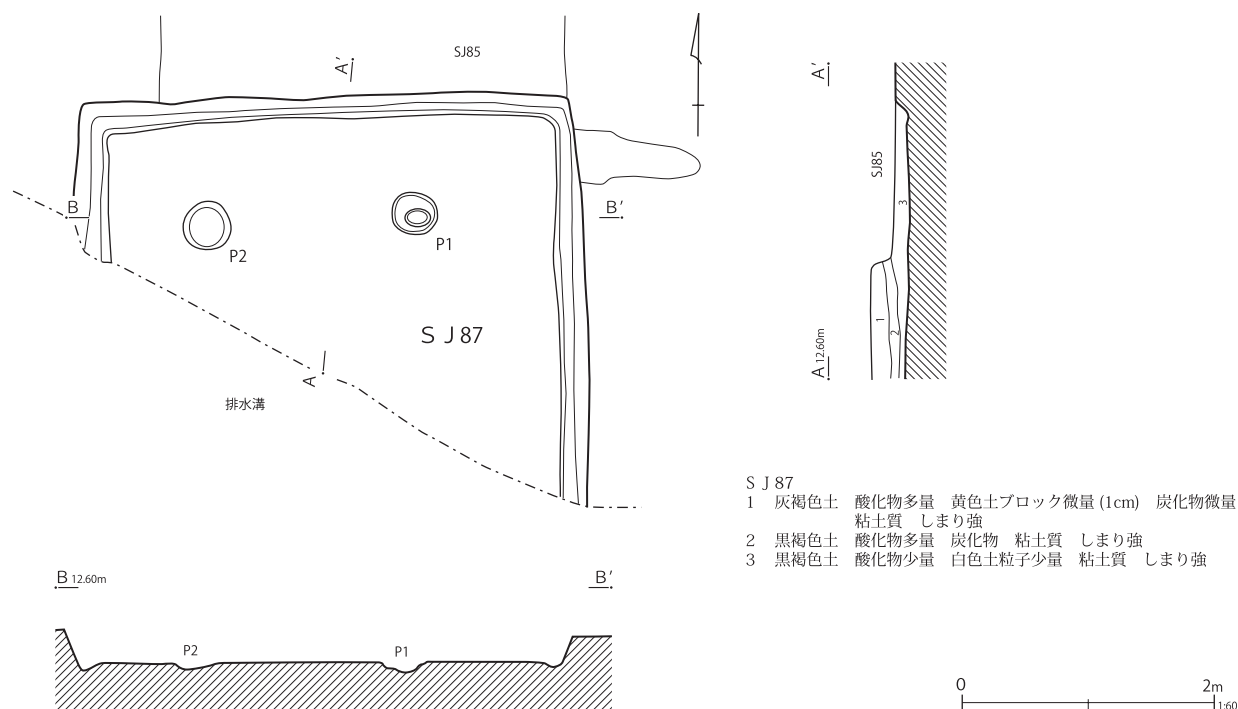 SJ85
A′
A′
SJ85
3
B
B′
P2
P1
ＳＪ87
1
2
A 12.60m
A
排水溝
ＳＪ87
1　灰褐色土　酸化物多量　黄色土ブロック微量 (1cm)　炭化物微量
粘土質　しまり強
2　黒褐色土　酸化物多量　炭化物　粘土質　しまり強
3　黒褐色土　酸化物少量　白色土粒子少量　粘土質　しまり強
B 12.60m
B′
P2
P1
0
2m
1:60